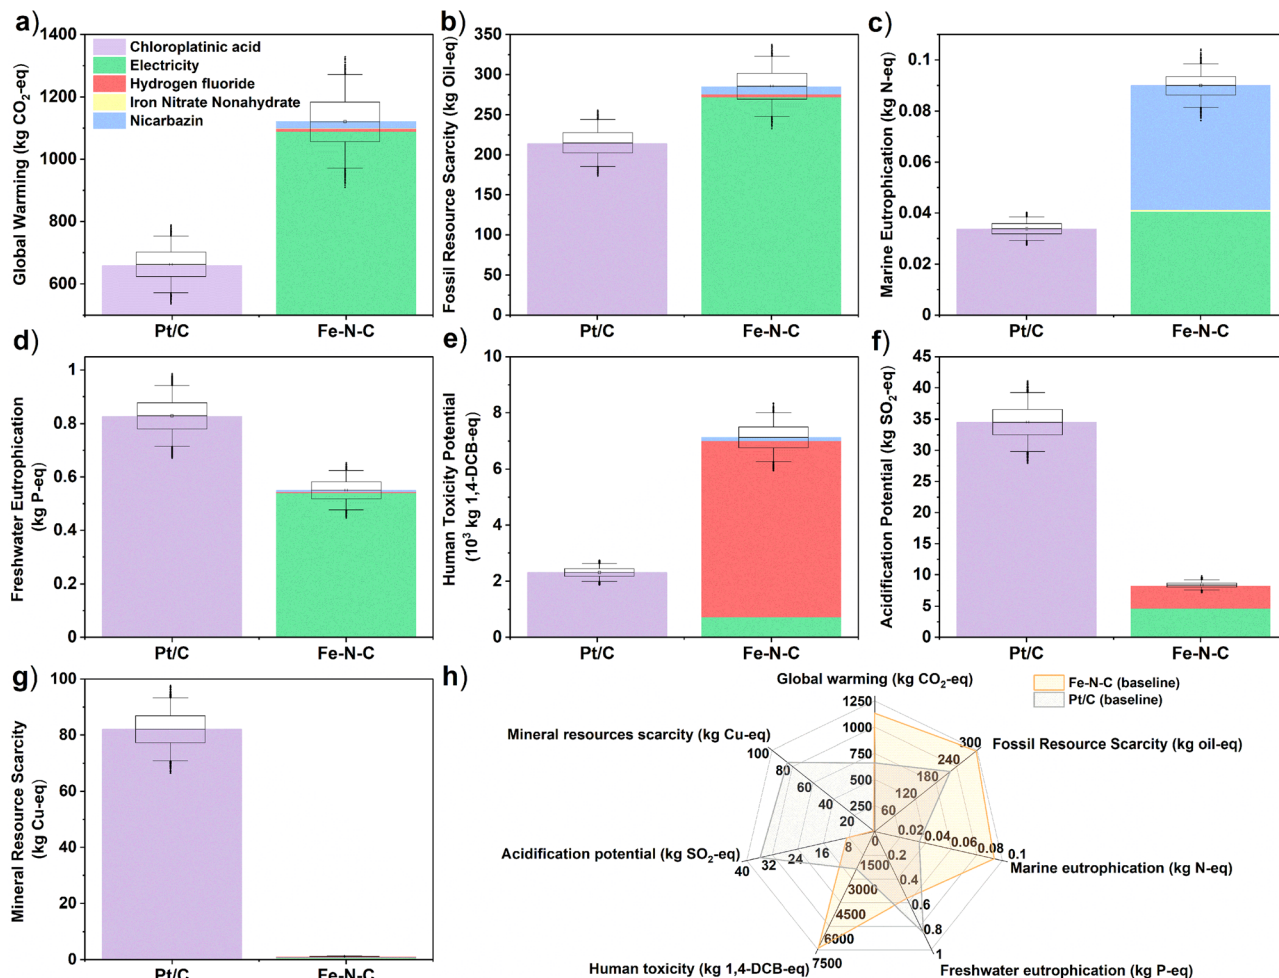 a)
Global Warming (kg CO₂-eq)
1400
1200
1000
800
600
Chloroplatinic acid
Electricity
Hydrogen fluoride
Iron Nitrate Nonahydrate
Nicarbazin
Pt/C
Fe-N-C
b)
Fossil Resource Scarcity (kg Oil-eq)
350
300
250
200
150
100
50
0
Pt/C
Fe-N-C
c)
Marine Eutrophication (kg N-eq)
0.1
0.08
0.06
0.04
0.02
0
Pt/C
Fe-N-C
d)
Freshwater Eutrophication
(kg P-eq)
1
0.8
0.6
0.4
0.2
0
Pt/C
Fe-N-C
e)
Human Toxicity Potential
(10³ kg 1,4-DCB-eq)
10
8
6
4
2
0
Pt/C
Fe-N-C
f)
Acidification Potential (kg SO₂-eq)
45
40
35
30
25
20
15
10
5
0
Pt/C
Fe-N-C
g)
Mineral Resource Scarcity
(kg Cu-eq)
100
80
60
40
20
0
Pt/C
Fe-N-C
h)
Fe-N-C (baseline)
Pt/C (baseline)
Global warming (kg CO₂-eq)
1250
1000
750
500
250
0
Fossil Resource Scarcity (kg oil-eq)
300
240
180
120
60
Marine eutrophication (kg N-eq)
0.1
0.08
0.06
0.04
0.02
Freshwater eutrophication (kg P-eq)
1
0.8
0.6
0.4
0.2
Human toxicity (kg 1,4-DCB-eq)
7500
6000
4500
3000
1500
Acidification potential (kg SO₂-eq)
40
32
24
16
8
Mineral resources scarcity (kg Cu-eq)
100
80
60
40
20